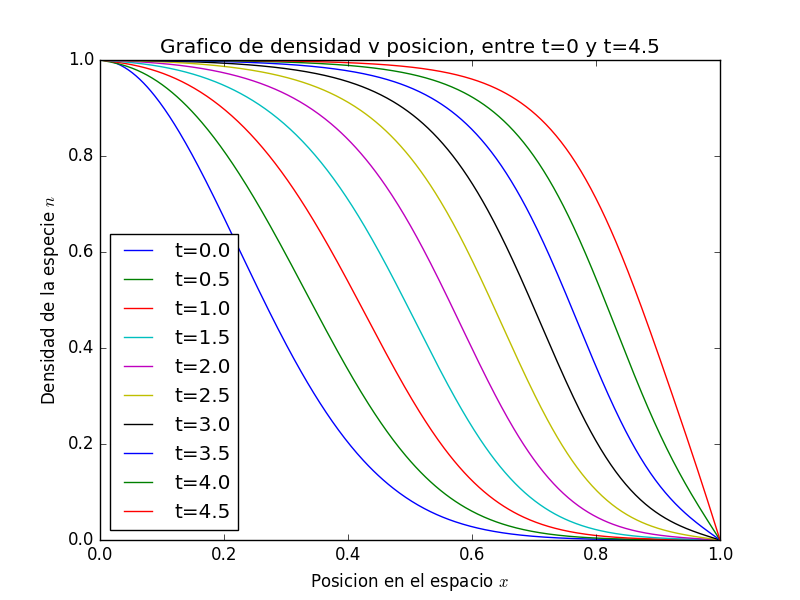 Grafico de densidad v posicion, entre t=0 y t=4.5
1.0
0.8
0.6
0.4
0.2
0.0
Densidad de la especie n
t=0.0
t=0.5
t=1.0
t=1.5
t=2.0
t=2.5
t=3.0
t=3.5
t=4.0
t=4.5
0.0 0.2 0.4 0.6 0.8 1.0
Posicion en el espacio x